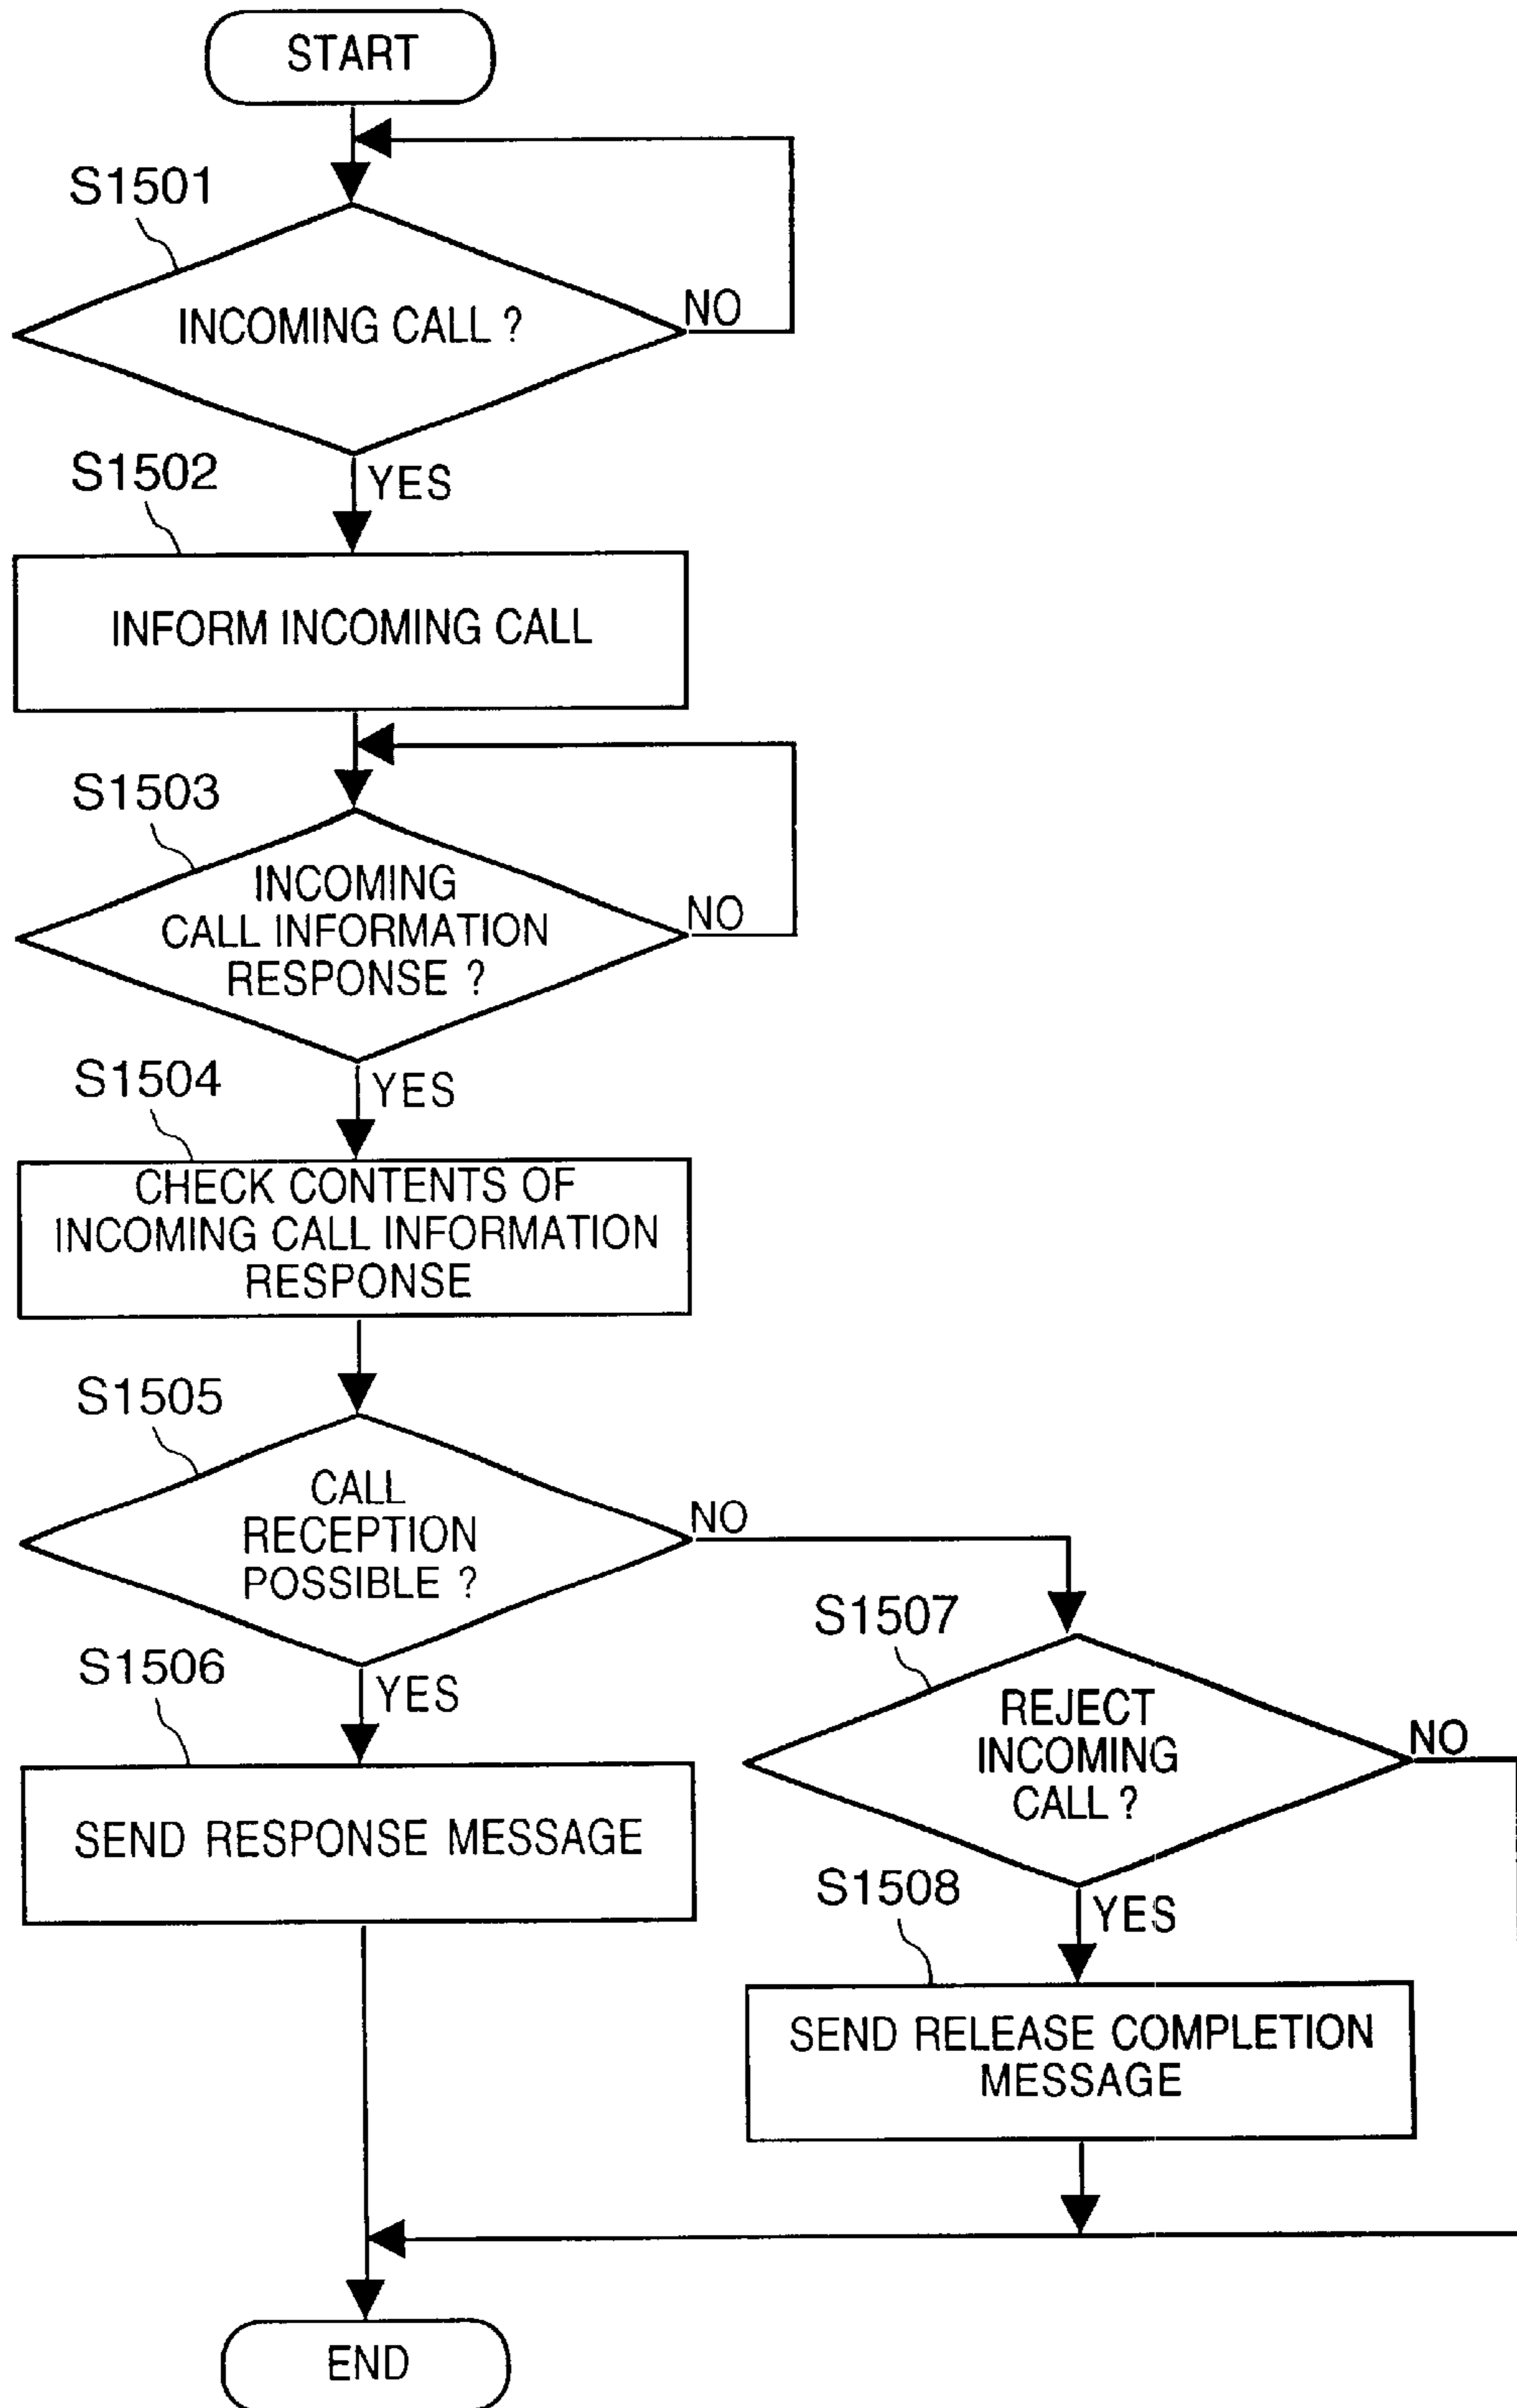 START
S1501
INCOMING CALL ?
NO
S1502
YES
INFORM INCOMING CALL
S1503
INCOMING
CALL INFORMATION
RESPONSE ?
NO
S1504
YES
CHECK CONTENTS OF
INCOMING CALL INFORMATION
RESPONSE
S1505
CALL
RECEPTION
POSSIBLE ?
NO
S1506
YES
SEND RESPONSE MESSAGE
S1507
REJECT
INCOMING
CALL ?
NO
S1508
YES
SEND RELEASE COMPLETION
MESSAGE
END